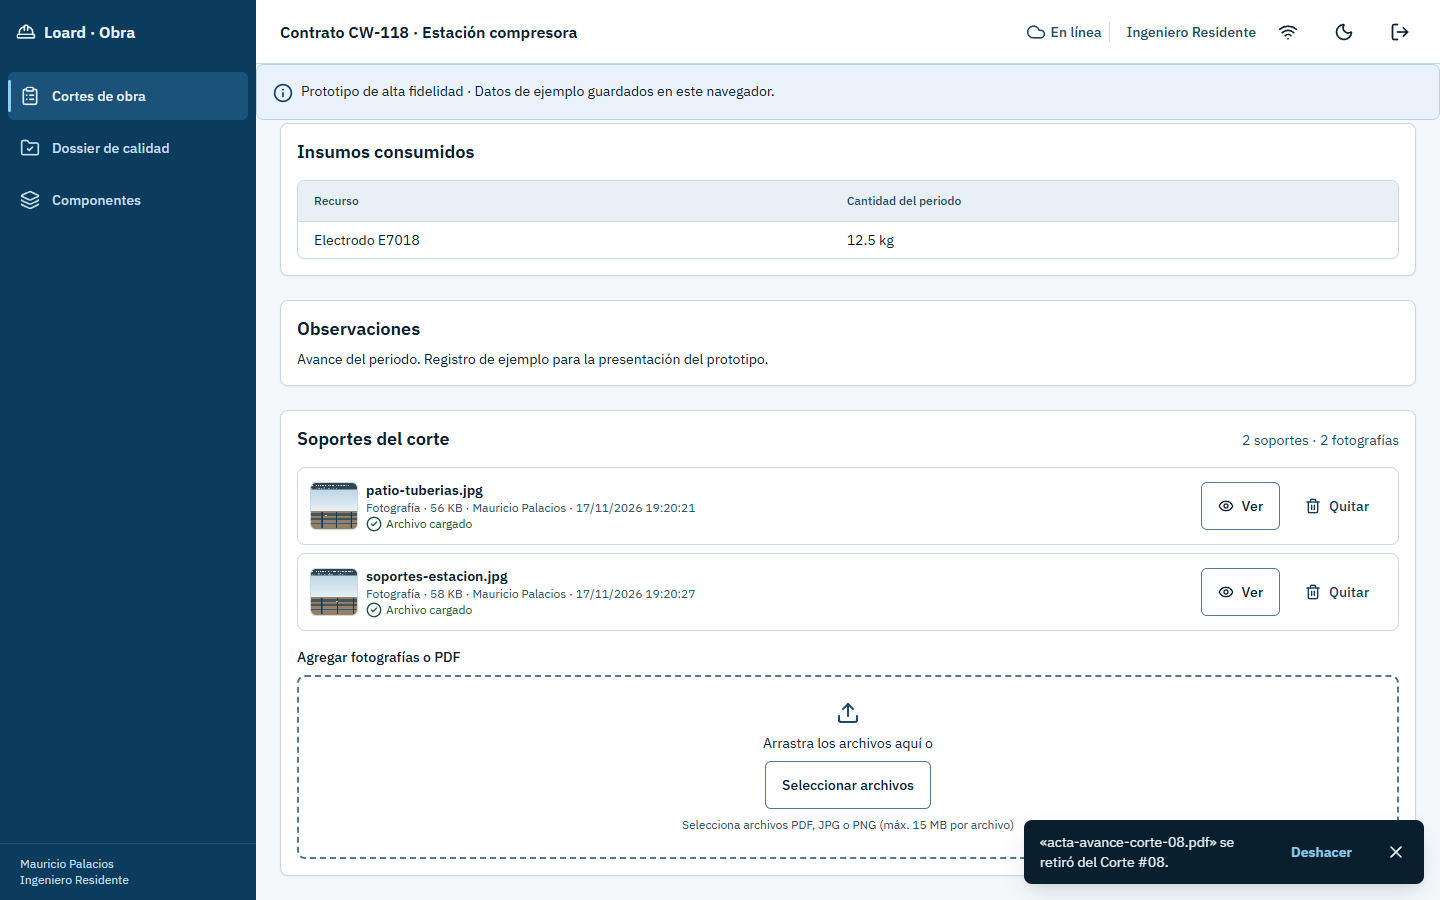 Loard · Obra
Contrato CW-118 · Estación compresora
En línea
Ingeniero Residente
Cortes de obra
Dossier de calidad
Componentes
Prototipo de alta fidelidad · Datos de ejemplo guardados en este navegador.
Insumos consumidos
Recurso
Cantidad del periodo
Electrodo E7018
12.5 kg
Observaciones
Avance del periodo. Registro de ejemplo para la presentación del prototipo.
Soportes del corte
2 soportes · 2 fotografías
patio-tuberias.jpg
Fotografía · 56 KB · Mauricio Palacios · 17/11/2026 19:20:21
Archivo cargado
Ver
Quitar
soportes-estacion.jpg
Fotografía · 58 KB · Mauricio Palacios · 17/11/2026 19:20:27
Archivo cargado
Ver
Quitar
Agregar fotografías o PDF
Arrastra los archivos aquí o
Seleccionar archivos
Selecciona archivos PDF, JPG o PNG (máx. 15 MB por archivo)
«acta-avance-corte-08.pdf» se
retiró del Corte #08.
Deshacer
Mauricio Palacios
Ingeniero Residente